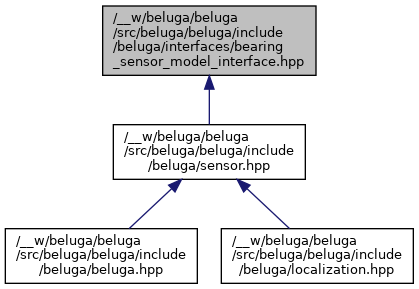 /__w/beluga/beluga
/src/beluga/beluga/include
/beluga/interfaces/bearing
_sensor_model_interface.hpp
/__w/beluga/beluga
/src/beluga/beluga/include
/beluga/sensor.hpp
/__w/beluga/beluga
/src/beluga/beluga/include
/beluga/beluga.hpp
/__w/beluga/beluga
/src/beluga/beluga/include
/beluga/localization.hpp